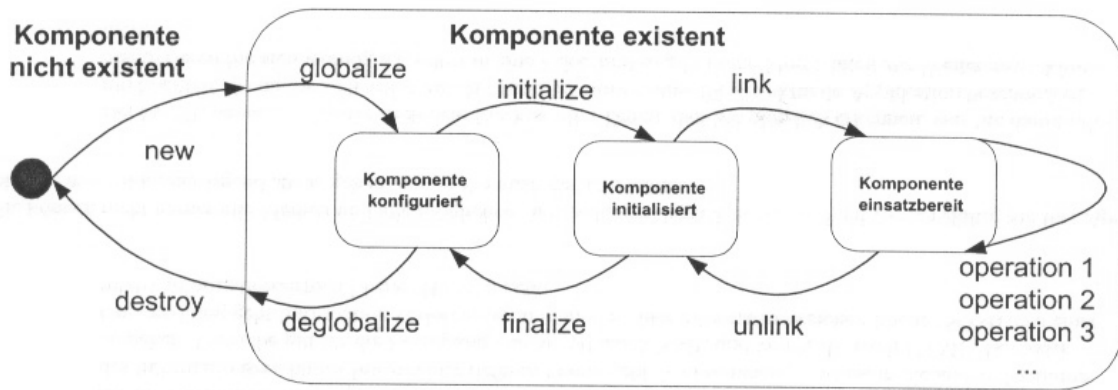 Komponente
nicht existent
Komponente existent
globalize
initialize
link
new
Komponente
konfiguriert
Komponente
initialisiert
Komponente
einsatzbereit
destroy
deglobalize
finalize
unlink
operation 1
operation 2
operation 3
...